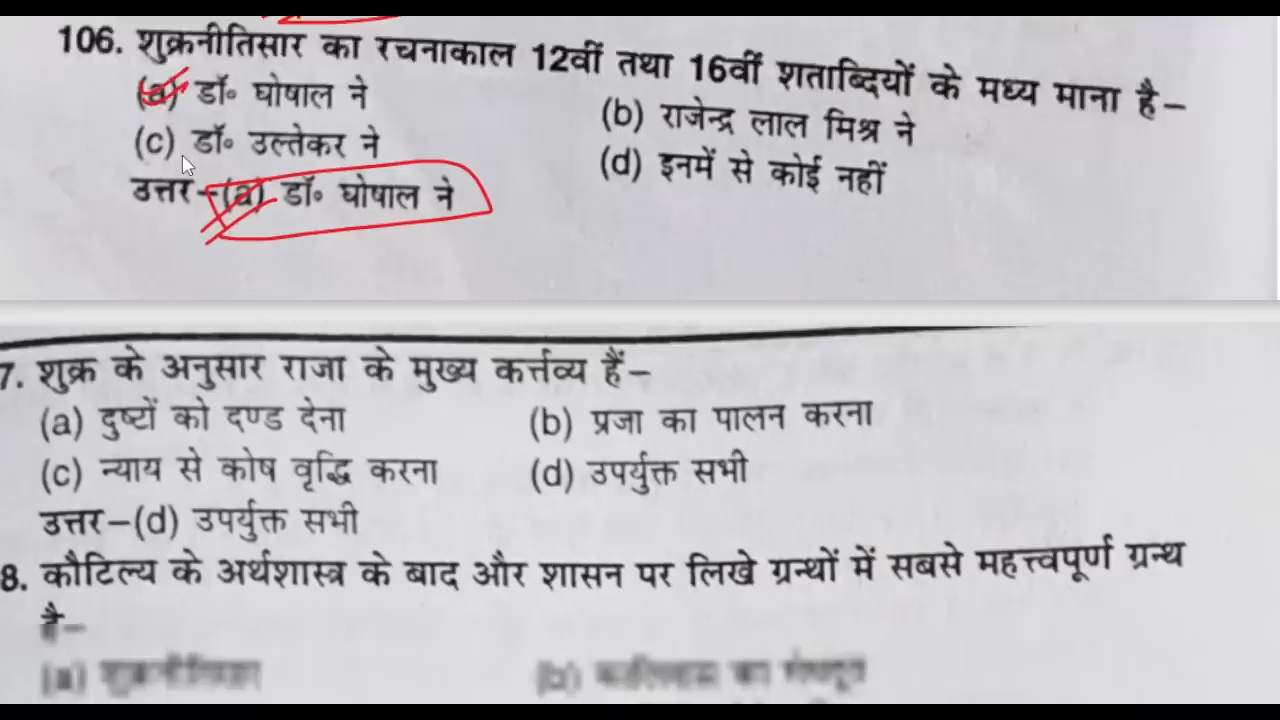 106. शुक्रनीतिसार का रचनाकाल 12वीं तथा 16वीं शताब्दियों के मध्य माना है–
(a) डॉ॰ घोषाल ने
(b) राजेन्द्र लाल मिश्र ने
(c) डॉ॰ उल्तेकर ने
(d) इनमें से कोई नहीं
उत्तर–(a) डॉ॰ घोषाल ने
7. शुक्र के अनुसार राजा के मुख्य कर्त्तव्य हैं–
(a) दुष्टों को दण्ड देना
(b) प्रजा का पालन करना
(c) न्याय से कोष वृद्धि करना
(d) उपर्युक्त सभी
उत्तर–(d) उपर्युक्त सभी
8. कौटिल्य के अर्थशास्त्र के बाद और शासन पर लिखे ग्रन्थों में सबसे महत्त्वपूर्ण ग्रन्थ
है–
(a)
(b)